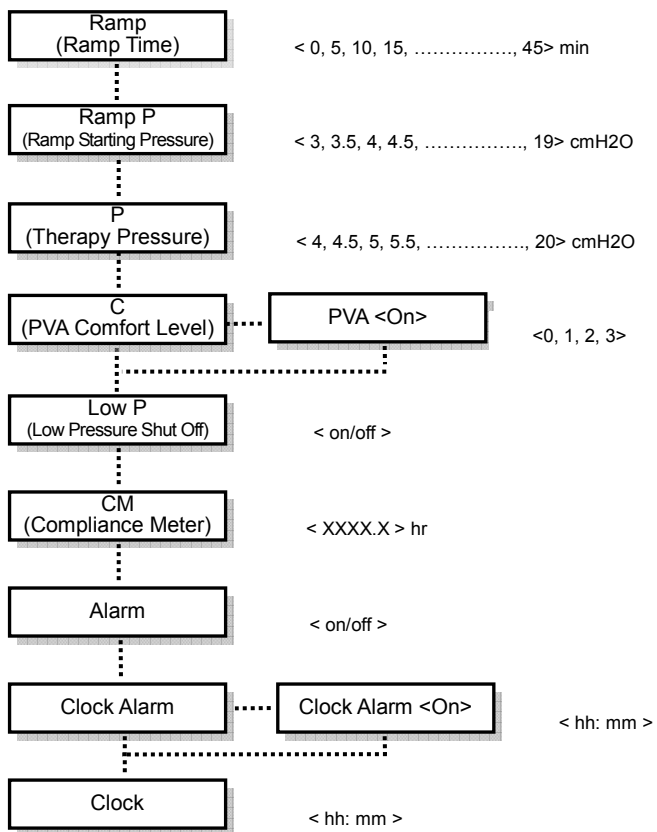 Ramp
(Ramp Time)
< 0, 5, 10, 15, ……………, 45> min
Ramp P
(Ramp Starting Pressure)
< 3, 3.5, 4, 4.5, ……………, 19> cmH2O
P
(Therapy Pressure)
< 4, 4.5, 5, 5.5, ……………, 20> cmH2O
C
(PVA Comfort Level)
PVA <On>
<0, 1, 2, 3>
Low P
(Low Pressure Shut Off)
< on/off >
CM
(Compliance Meter)
< XXXX.X > hr
Alarm
< on/off >
Clock Alarm
Clock Alarm <On>
< hh: mm >
Clock
< hh: mm >